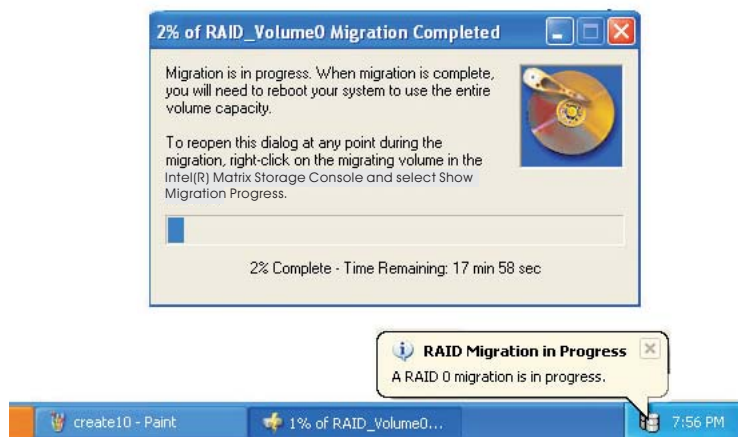 2% of RAID_Volume0 Migration Completed
Migration is in progress. When migration is complete,
you will need to reboot your system to use the entire
volume capacity.
To reopen this dialog at any point during the
migration, right-click on the migrating volume in the
Intel(R) Matrix Storage Console and select Show
Migration Progress.
2% Complete - Time Remaining: 17 min 58 sec
RAID Migration in Progress
A RAID 0 migration is in progress.
create10 - Paint
1% of RAID_Volume0...
7:56 PM